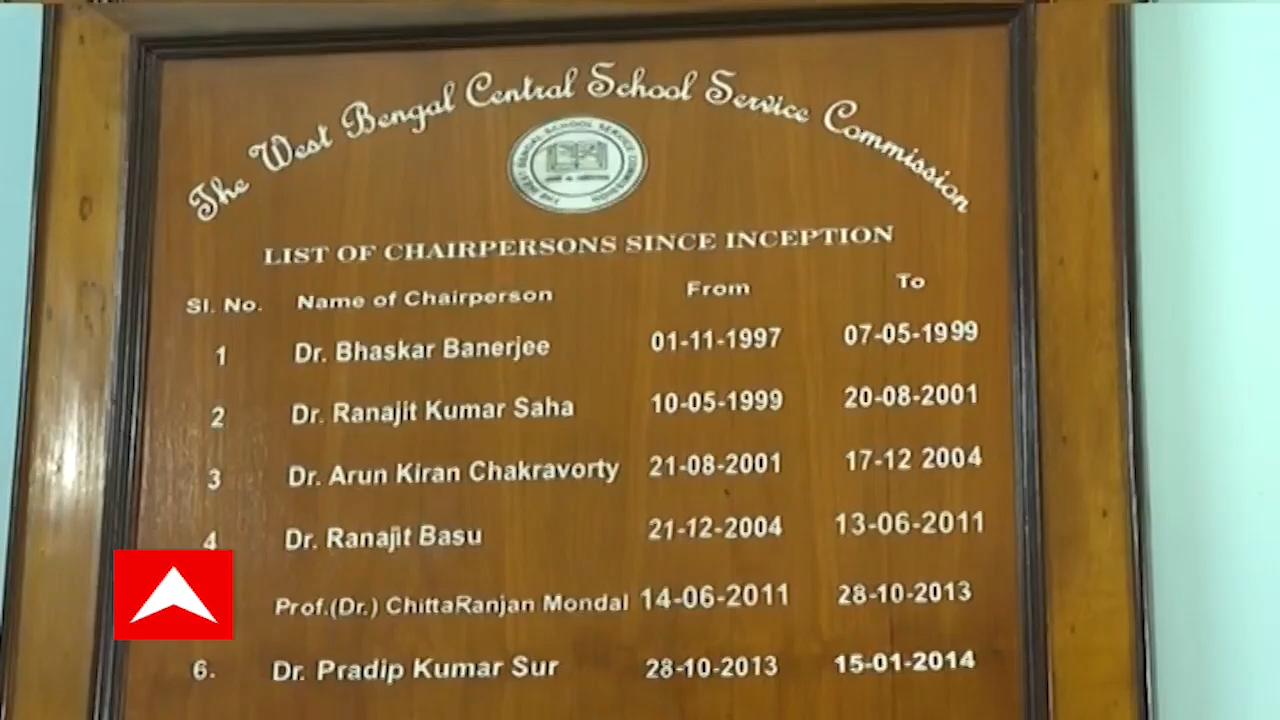 The West Bengal Central School Service Commission
LIST OF CHAIRPERSONS SINCE INCEPTION
Sl. No. Name of Chairperson From To
1 Dr. Bhaskar Banerjee 01-11-1997 07-05-1999
2 Dr. Ranajit Kumar Saha 10-05-1999 20-08-2001
3 Dr. Arun Kiran Chakravorty 21-08-2001 17-12 2004
4 Dr. Ranajit Basu 21-12-2004 13-06-2011
Prof.(Dr.) ChittaRanjan Mondal 14-06-2011 28-10-2013
6. Dr. Pradip Kumar Sur 28-10-2013 15-01-2014